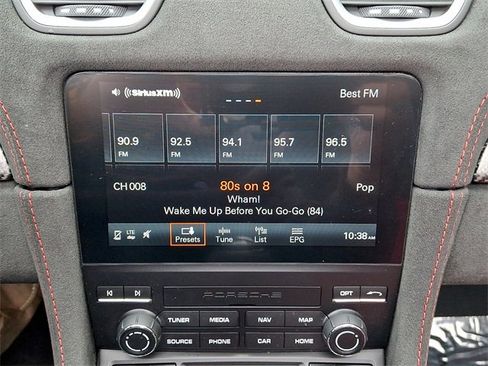 ((SiriusXM)) Best FM
90.9 92.5 94.1 95.7 96.5
FM FM FM FM FM
CH 008 80s on 8 Pop
Wham!
Wake Me Up Before You Go-Go (84)
LTE
Presets Tune List EPG 10:38 AM
PORSCHE OPT
TUNER MEDIA NAV MAP
SOURCE PHONE CAR HOME